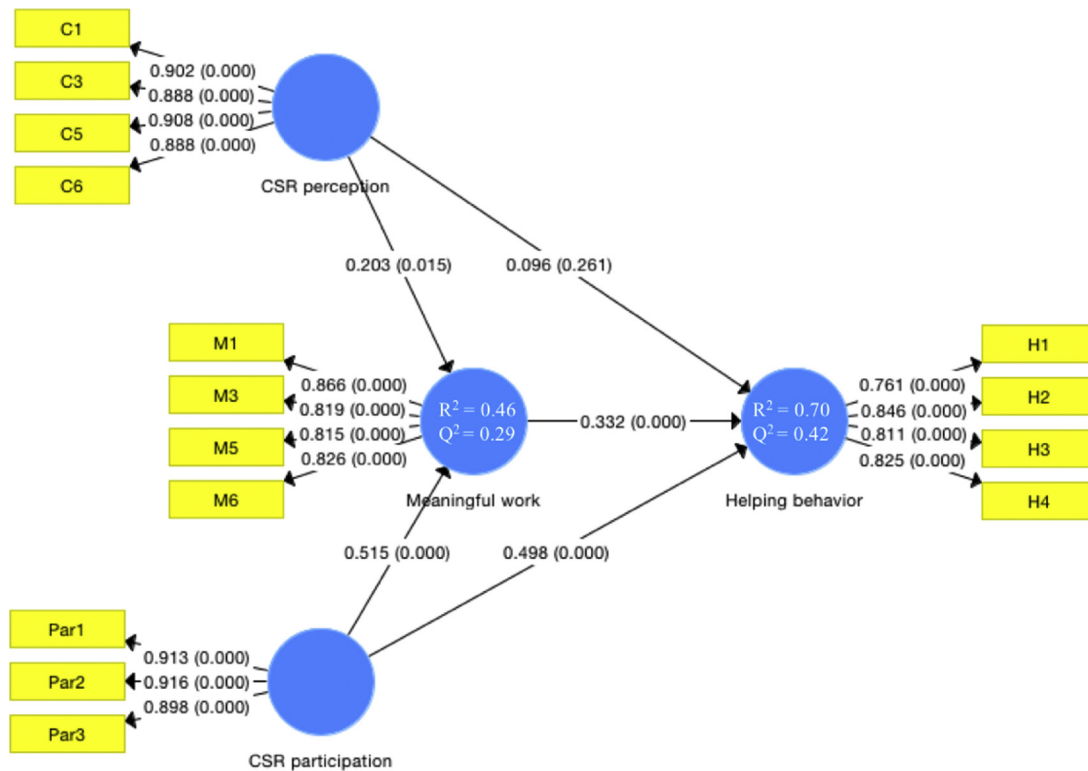 C1
C3
C5
C6
0.902 (0.000)
0.888 (0.000)
0.908 (0.000)
0.888 (0.000)
CSR perception
0.203 (0.015)
0.096 (0.261)
M1
M3
M5
M6
0.866 (0.000)
0.819 (0.000)
0.815 (0.000)
0.826 (0.000)
R² = 0.46
Q² = 0.29
Meaningful work
0.332 (0.000)
R² = 0.70
Q² = 0.42
Helping behavior
0.761 (0.000)
0.846 (0.000)
0.811 (0.000)
0.825 (0.000)
H1
H2
H3
H4
0.515 (0.000)
0.498 (0.000)
Par1
Par2
Par3
0.913 (0.000)
0.916 (0.000)
0.898 (0.000)
CSR participation